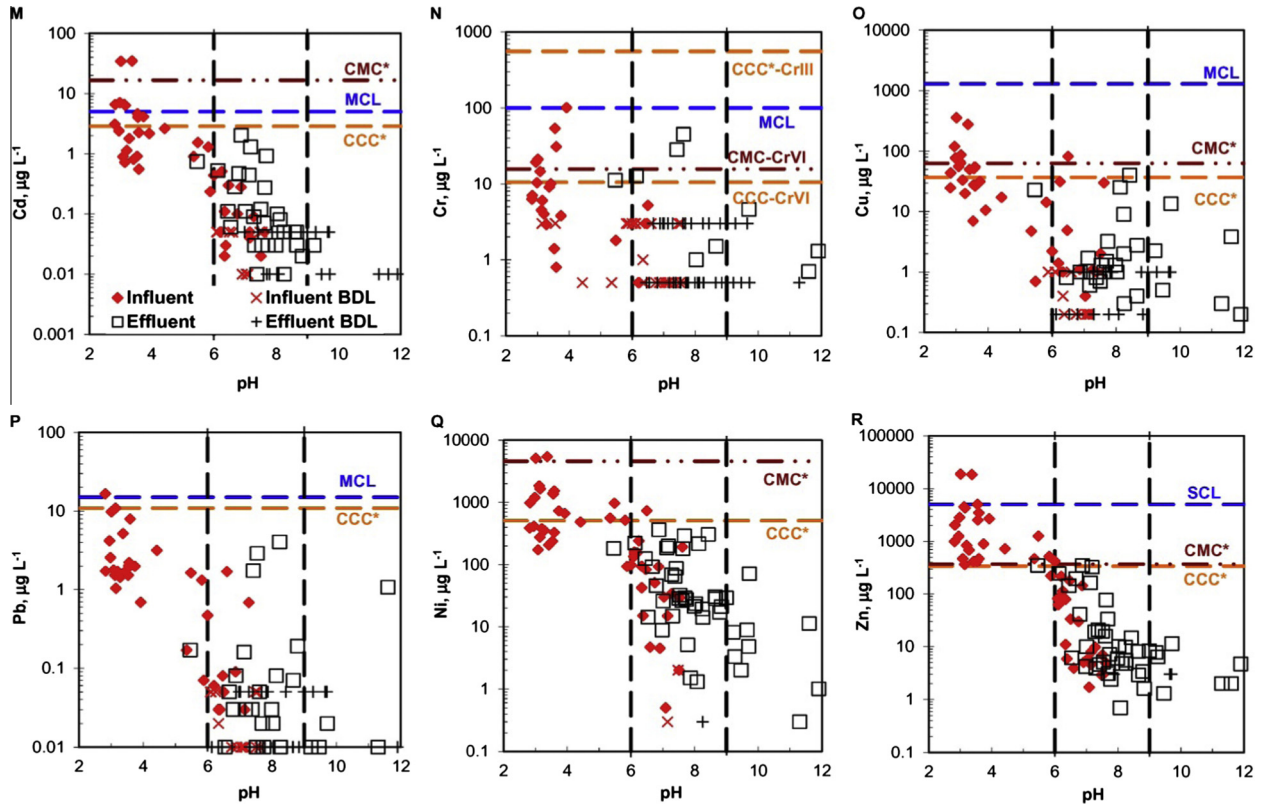 M
100
10
1
0.1
0.01
0.001
Cd, µg L-1
CMC*
MCL
CCC*
Influent
Influent BDL
Effluent
Effluent BDL
2 4 6 8 10 12
pH
N
1000
100
10
1
0.1
Cr, µg L-1
CCC*-CrIII
MCL
CMC-CrVI
CCC-CrVI
2 4 6 8 10 12
pH
O
10000
1000
100
10
1
0.1
Cu, µg L-1
MCL
CMC*
CCC*
2 4 6 8 10 12
pH
P
100
10
1
0.1
0.01
Pb, µg L-1
MCL
CCC*
2 4 6 8 10 12
pH
Q
10000
1000
100
10
1
0.1
Ni, µg L-1
CMC*
CCC*
2 4 6 8 10 12
pH
R
100000
10000
1000
100
10
1
0.1
Zn, µg L-1
SCL
CMC*
CCC*
2 4 6 8 10 12
pH